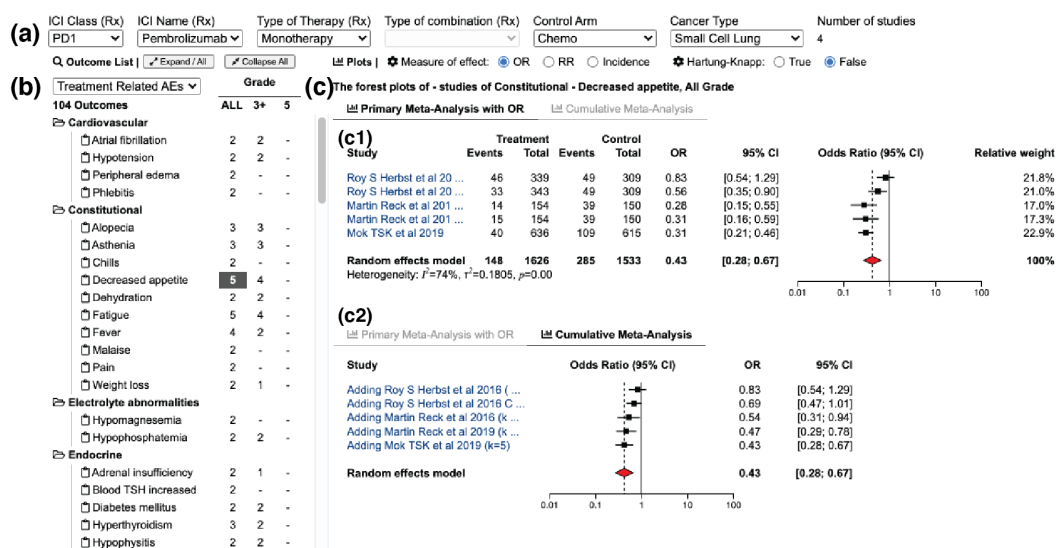 (a)
ICI Class (Rx) ICI Name (Rx) Type of Therapy (Rx) Type of combination (Rx) Control Arm Cancer Type Number of studies
PD1 Pembrolizumab Monotherapy Chemo Small Cell Lung 4
Outcome List | Expand / All Collapse All Plots | Measure of effect: OR RR Incidence Hartung-Knapp: True False
(b)
Treatment Related AEs Grade
104 Outcomes ALL 3+ 5
Cardiovascular
Atrial fibrillation 2 2 -
Hypotension 2 2 -
Peripheral edema 2 - -
Phlebitis 2 - -
Constitutional
Alopecia 3 3 -
Asthenia 3 3 -
Chills 2 - -
Decreased appetite 5 4 -
Dehydration 2 2 -
Fatigue 5 4 -
Fever 4 2 -
Malaise 2 - -
Pain 2 - -
Weight loss 2 1 -
Electrolyte abnormalities
Hypomagnesemia 2 - -
Hypophosphatemia 2 2 -
Endocrine
Adrenal insufficiency 2 1 -
Blood TSH increased 2 - -
Diabetes mellitus 2 2 -
Hyperthyroidism 3 2 -
Hypophysitis 2 2 -
(c)
The forest plots of - studies of Constitutional - Decreased appetite, All Grade
Primary Meta-Analysis with OR Cumulative Meta-Analysis
(c1)
Treatment Control
Study Events Total Events Total OR 95% CI Odds Ratio (95% CI) Relative weight
Roy S Herbst et al 20 ... 46 339 49 309 0.83 [0.54; 1.29] 21.8%
Roy S Herbst et al 20 ... 33 343 49 309 0.56 [0.35; 0.90] 21.0%
Martin Reck et al 201 ... 14 154 39 150 0.28 [0.15; 0.55] 17.0%
Martin Reck et al 201 ... 15 154 39 150 0.31 [0.16; 0.59] 17.3%
Mok TSK et al 2019 40 636 109 615 0.31 [0.21; 0.46] 22.9%
Random effects model 148 1626 285 1533 0.43 [0.28; 0.67] 100%
Heterogeneity: I²=74%, τ²=0.1805, p=0.00
0.01 0.1 1 10 100
(c2)
Primary Meta-Analysis with OR Cumulative Meta-Analysis
Study Odds Ratio (95% CI) OR 95% CI
Adding Roy S Herbst et al 2016 ( ... 0.83 [0.54; 1.29]
Adding Roy S Herbst et al 2016 C ... 0.69 [0.47; 1.01]
Adding Martin Reck et al 2016 (k ... 0.54 [0.31; 0.94]
Adding Martin Reck et al 2019 (k ... 0.47 [0.29; 0.78]
Adding Mok TSK et al 2019 (k=5) 0.43 [0.28; 0.67]
Random effects model 0.43 [0.28; 0.67]
0.01 0.1 1 10 100